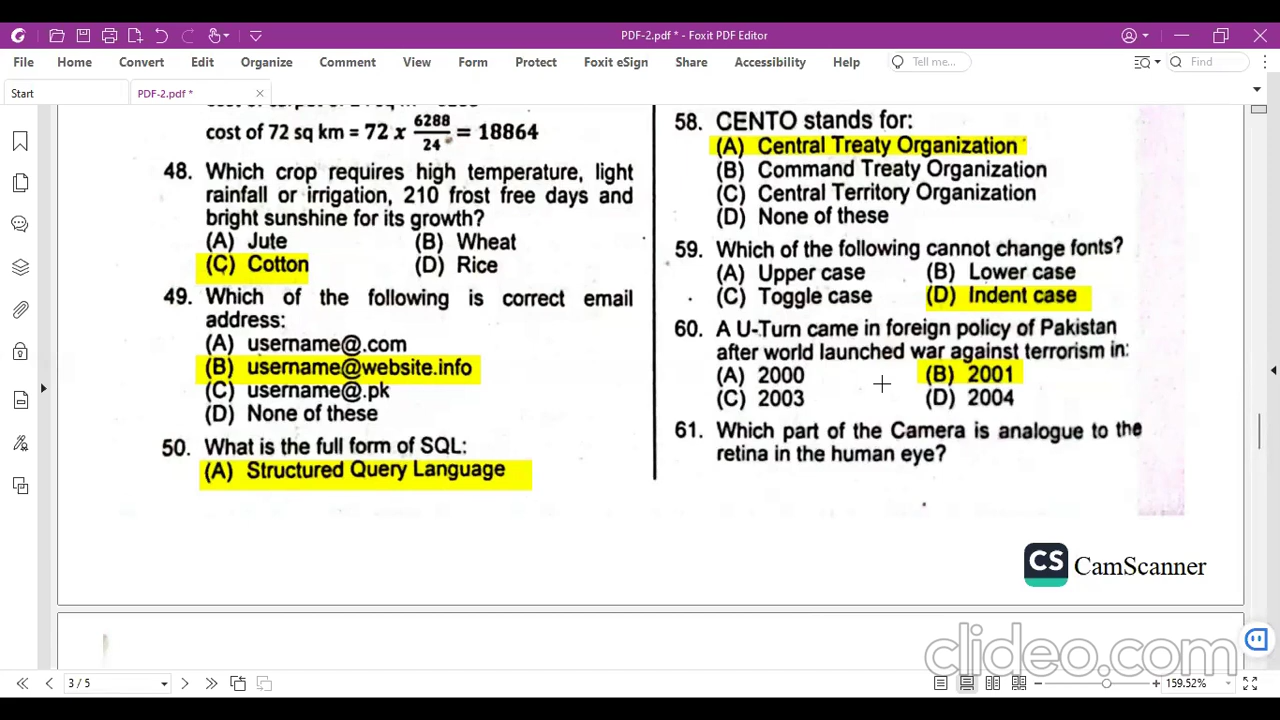 PDF-2.pdf * - Foxit PDF Editor
File Home Convert Edit Organize Comment View Form Protect Foxit eSign Share Accessibility Help Tell me... Find
Start PDF-2.pdf *
cost of 72 sq km = 72 x 6288/24 = 18864
48. Which crop requires high temperature, light
rainfall or irrigation, 210 frost free days and
bright sunshine for its growth?
(A) Jute (B) Wheat
(C) Cotton (D) Rice
49. Which of the following is correct email
address:
(A) username@.com
(B) username@website.info
(C) username@.pk
(D) None of these
50. What is the full form of SQL:
(A) Structured Query Language
58. CENTO stands for:
(A) Central Treaty Organization
(B) Command Treaty Organization
(C) Central Territory Organization
(D) None of these
59. Which of the following cannot change fonts?
(A) Upper case (B) Lower case
(C) Toggle case (D) Indent case
60. A U-Turn came in foreign policy of Pakistan
after world launched war against terrorism in:
(A) 2000 (B) 2001
(C) 2003 (D) 2004
61. Which part of the Camera is analogue to the
retina in the human eye?
CS CamScanner
clideo.com
3 / 5 159.52%